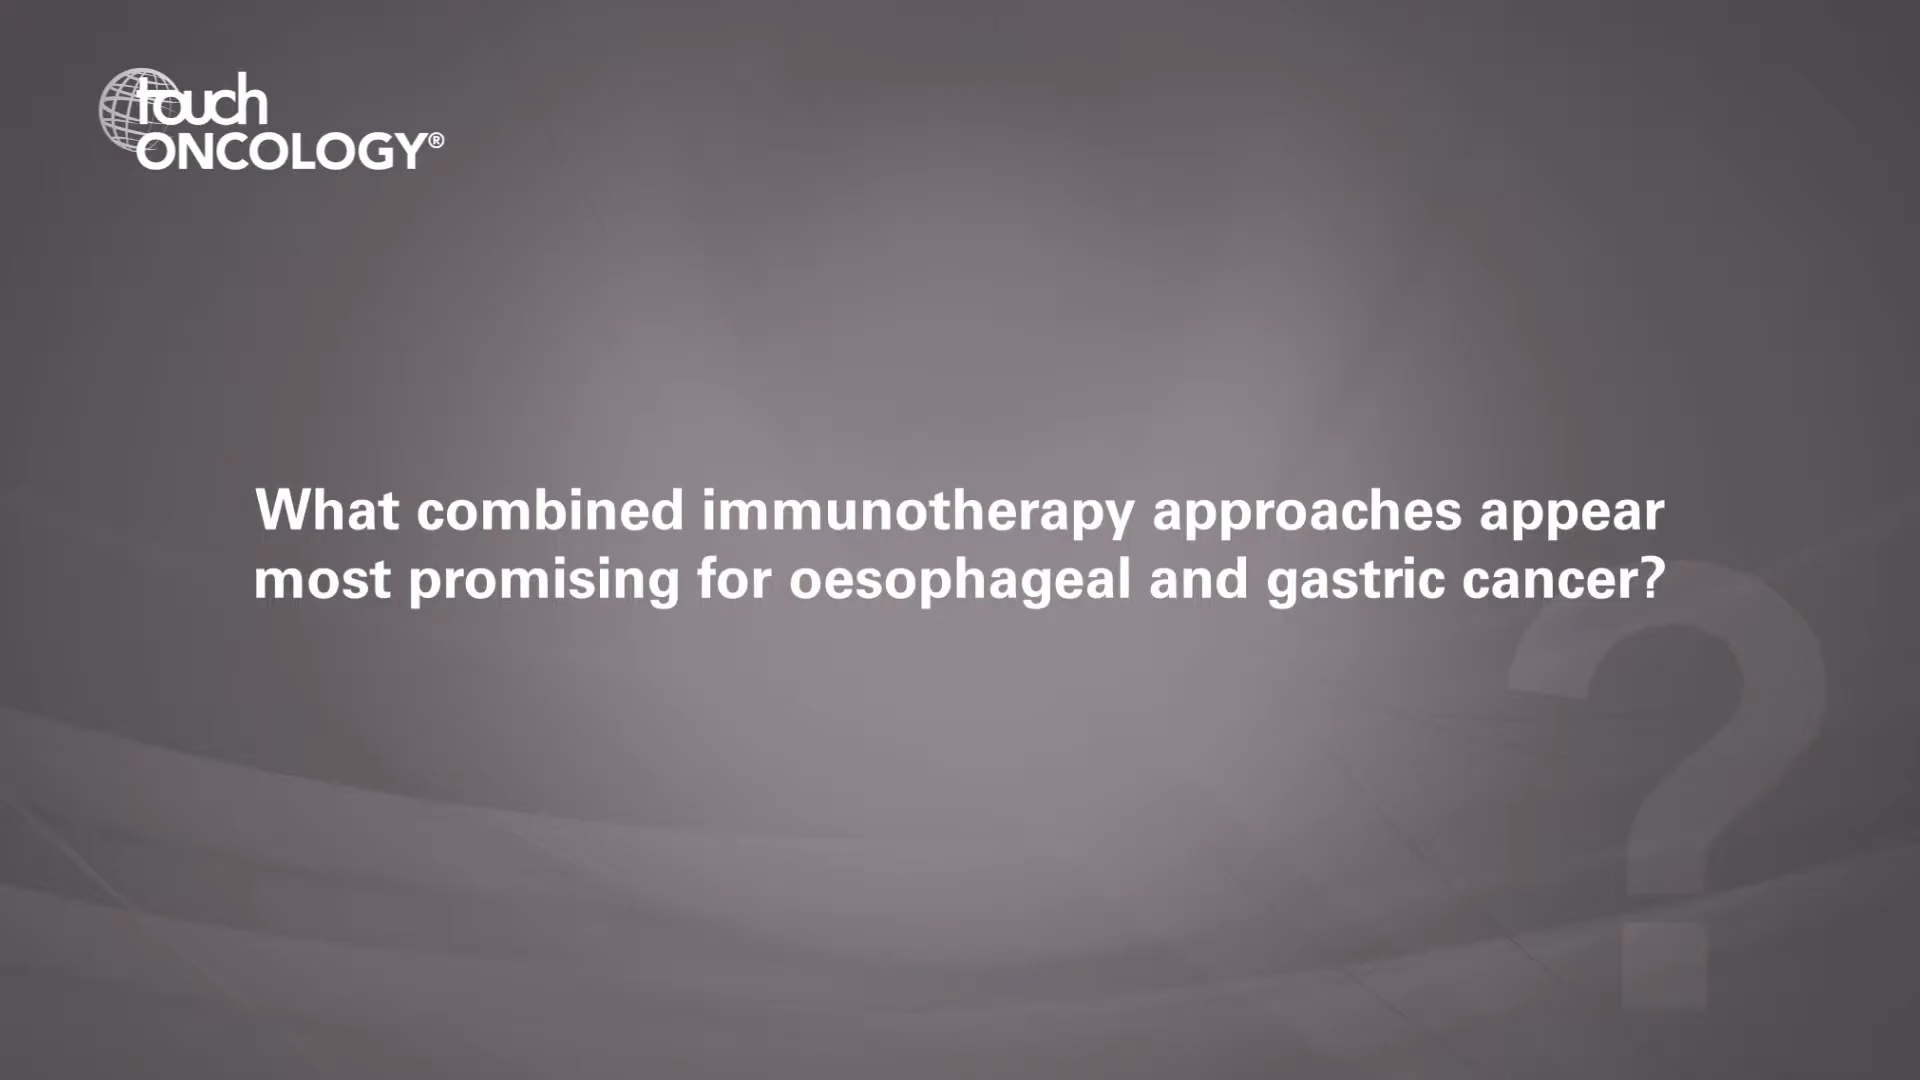 touch
ONCOLOGY®
What combined immunotherapy approaches appear
most promising for oesophageal and gastric cancer?
?